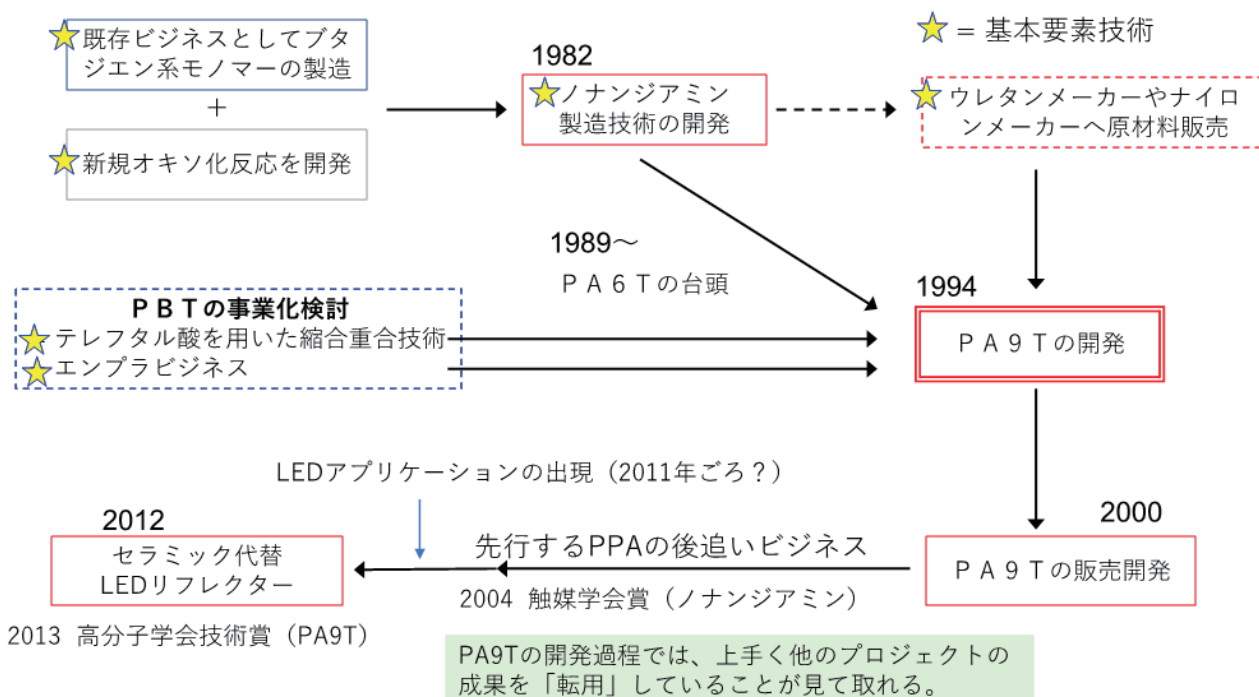 既存ビジネスとしてブタ
ジエン系モノマーの製造
+
新規オキソ化反応を開発
1982
ノナンジアミン
製造技術の開発
= 基本要素技術
ウレタンメーカーやナイロ
ンメーカーへ原材料販売
1989～
ＰＡ６Ｔの台頭
ＰＢＴの事業化検討
テレフタル酸を用いた縮合重合技術
エンプラビジネス
1994
ＰＡ９Ｔの開発
LEDアプリケーションの出現（2011年ごろ？）
2012
セラミック代替
LEDリフレクター
先行するPPAの後追いビジネス
2000
ＰＡ９Ｔの販売開発
2004 触媒学会賞（ノナンジアミン）
2013 高分子学会技術賞（PA9T）
PA9Tの開発過程では、上手く他のプロジェクトの
成果を「転用」していることが見て取れる。